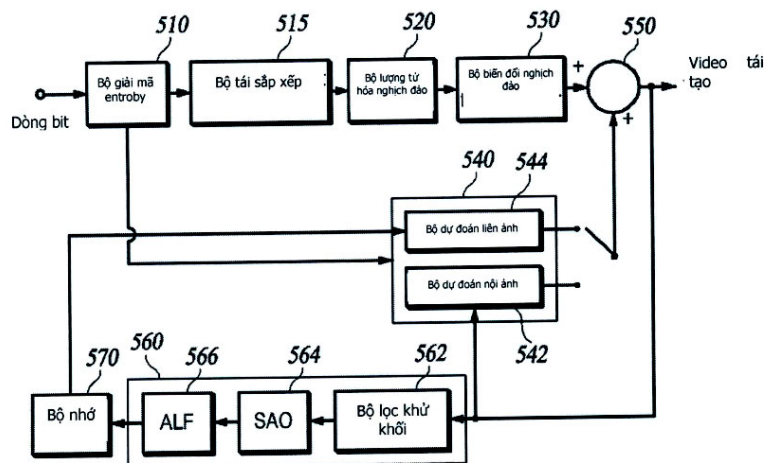 510
515
520
530
550
Bộ giải mã
entroby
Bộ tái sắp xếp
Bộ lượng tử
hóa nghịch đảo
Bộ biến đổi nghịch
đảo
+
+
Video tái
tạo
Dòng bit
540
544
Bộ dự đoán liên ảnh
Bộ dự đoán nội ảnh
542
570
560
566
564
562
Bộ nhớ
ALF
SAO
Bộ lọc khử
khối